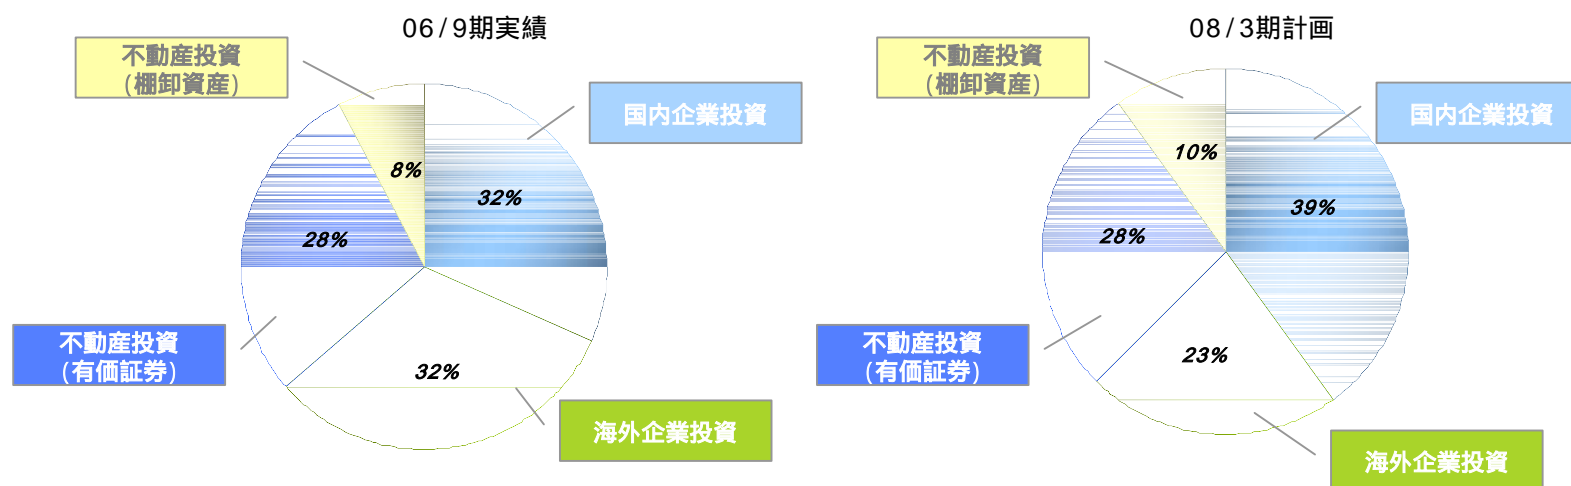 06/9期実績
不動産投資
(棚卸資産)
国内企業投資
8%
32%
28%
不動産投資
(有価証券)
32%
海外企業投資
08/3期計画
不動産投資
(棚卸資産)
国内企業投資
10%
39%
28%
不動産投資
(有価証券)
23%
海外企業投資